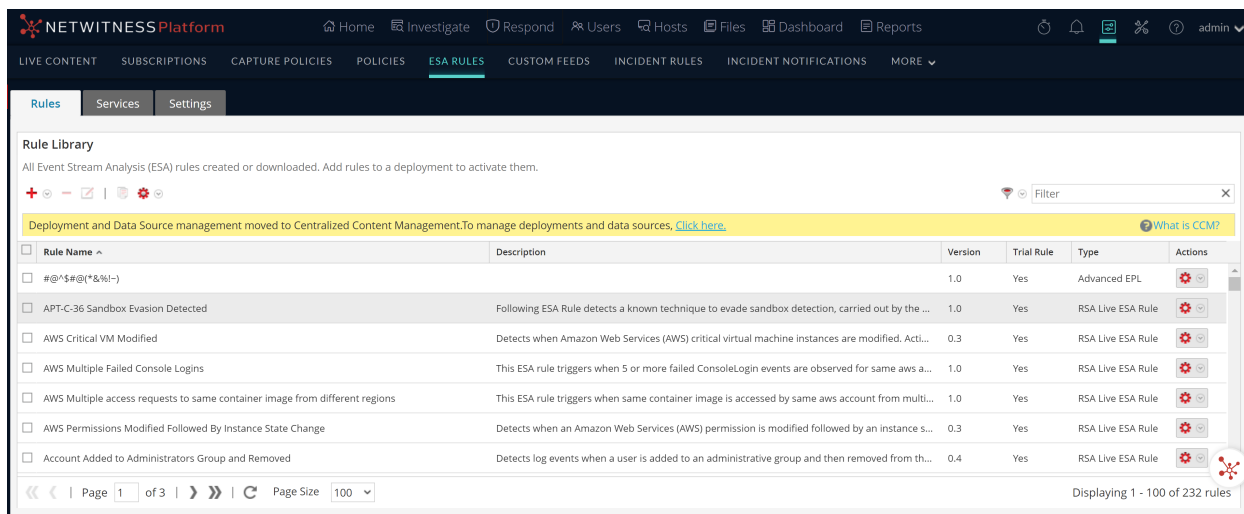 NETWITNESS Platform
Home Investigate Respond Users Hosts Files Dashboard Reports admin
LIVE CONTENT SUBSCRIPTIONS CAPTURE POLICIES POLICIES ESA RULES CUSTOM FEEDS INCIDENT RULES INCIDENT NOTIFICATIONS MORE
Rules Services Settings
Rule Library
All Event Stream Analysis (ESA) rules created or downloaded. Add rules to a deployment to activate them.
Filter
Deployment and Data Source management moved to Centralized Content Management.To manage deployments and data sources, Click here. What is CCM?
Rule Name Description Version Trial Rule Type Actions
#@^$#@(*&%!~) 1.0 Yes Advanced EPL
APT-C-36 Sandbox Evasion Detected Following ESA Rule detects a known technique to evade sandbox detection, carried out by the ... 1.0 Yes RSA Live ESA Rule
AWS Critical VM Modified Detects when Amazon Web Services (AWS) critical virtual machine instances are modified. Acti... 0.3 Yes RSA Live ESA Rule
AWS Multiple Failed Console Logins This ESA rule triggers when 5 or more failed ConsoleLogin events are observed for same aws a... 1.0 Yes RSA Live ESA Rule
AWS Multiple access requests to same container image from different regions This ESA rule triggers when same container image is accessed by same aws account from multi... 1.0 Yes RSA Live ESA Rule
AWS Permissions Modified Followed By Instance State Change Detects when an Amazon Web Services (AWS) permission is modified followed by an instance s... 0.3 Yes RSA Live ESA Rule
Account Added to Administrators Group and Removed Detects log events when a user is added to an administrative group and then removed from th... 0.4 Yes RSA Live ESA Rule
Page 1 of 3 Page Size 100 Displaying 1 - 100 of 232 rules